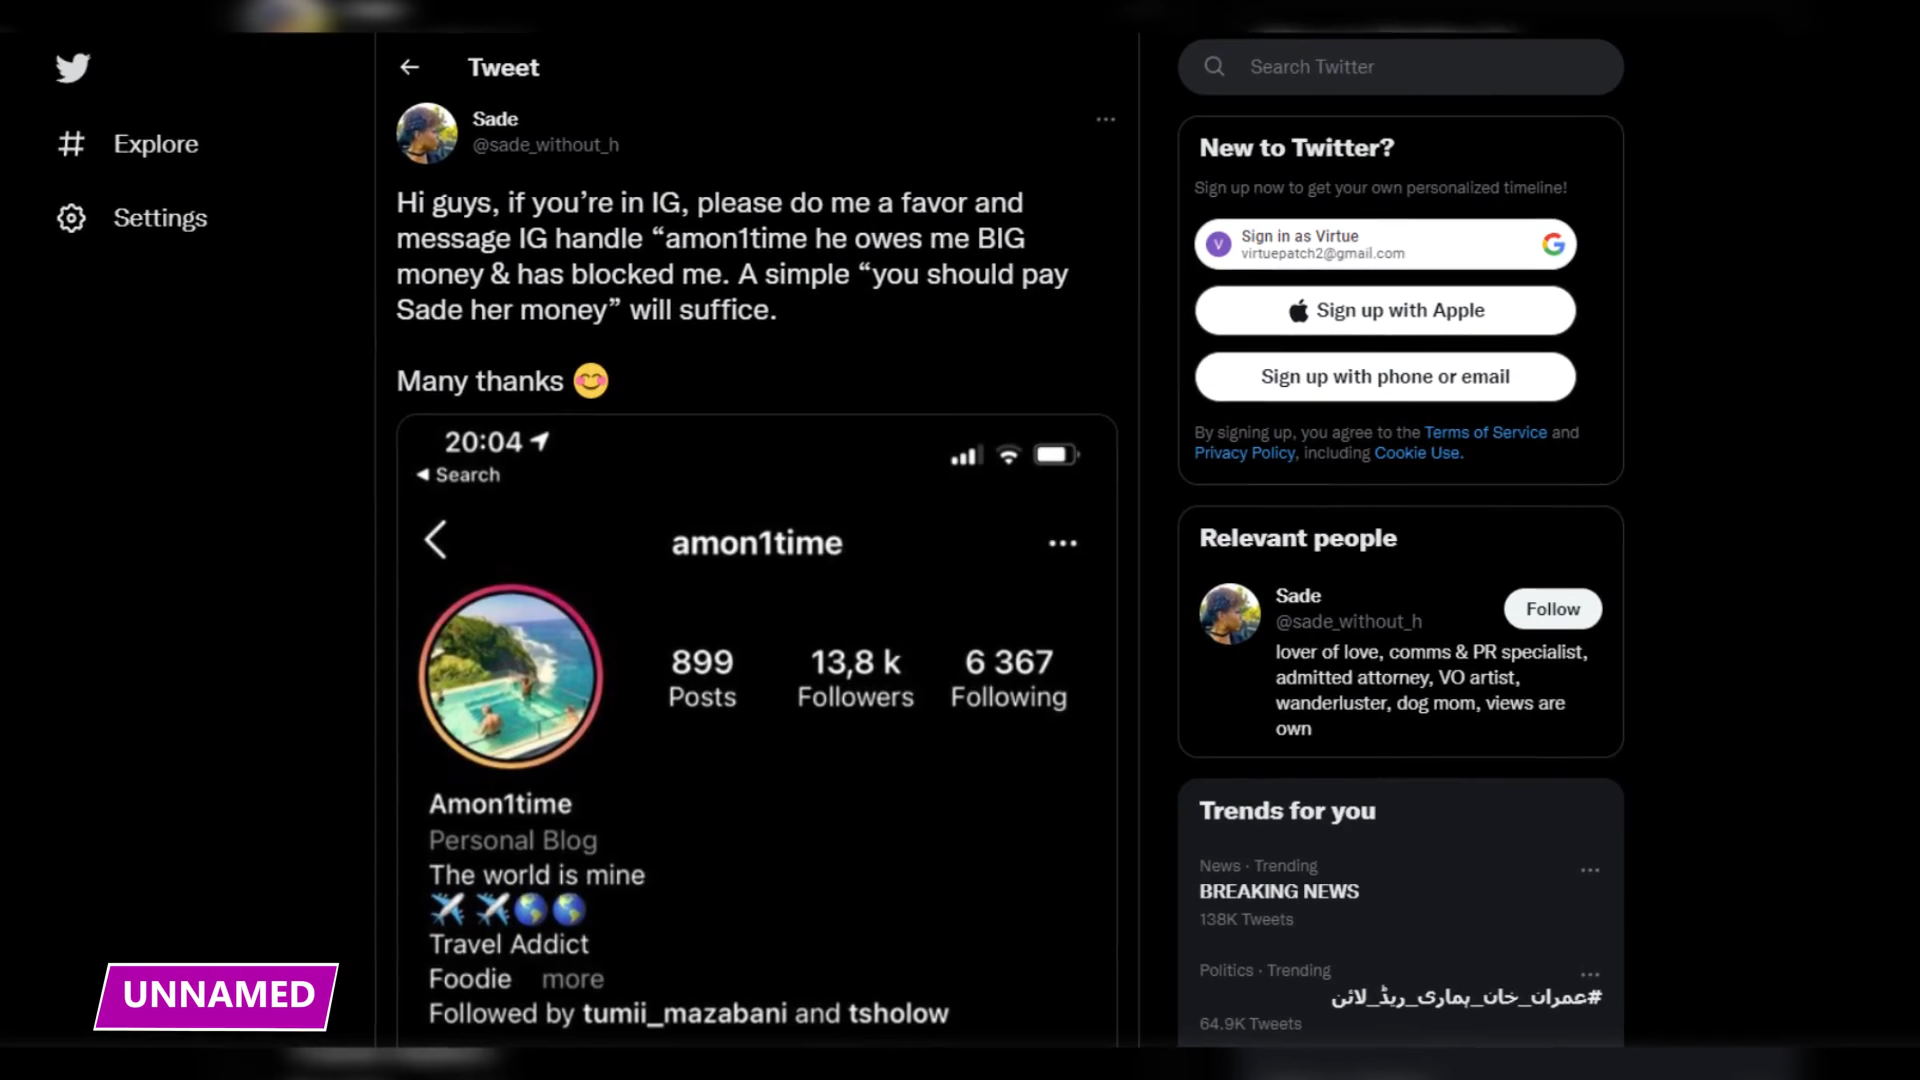 Explore
Settings
Tweet
Sade
@sade_without_h
Hi guys, if you’re in IG, please do me a favor and
message IG handle “amon1time he owes me BIG
money & has blocked me. A simple “you should pay
Sade her money” will suffice.
Many thanks 😊
20:04
◀ Search
amon1time
899
Posts
13,8 k
Followers
6 367
Following
Amon1time
Personal Blog
The world is mine
✈️ ✈️🌎🌎
Travel Addict
Foodie more
Followed by tumii_mazabani and tsholow
Search Twitter
New to Twitter?
Sign up now to get your own personalized timeline!
V
Sign in as Virtue
virtuepatch2@gmail.com
Sign up with Apple
Sign up with phone or email
By signing up, you agree to the Terms of Service and
Privacy Policy, including Cookie Use.
Relevant people
Sade
@sade_without_h
Follow
lover of love, comms & PR specialist,
admitted attorney, VO artist,
wanderluster, dog mom, views are
own
Trends for you
News · Trending
BREAKING NEWS
138K Tweets
Politics · Trending
#عمران_خان_ہماری_ریڈ_لائن
64.9K Tweets
UNNAMED